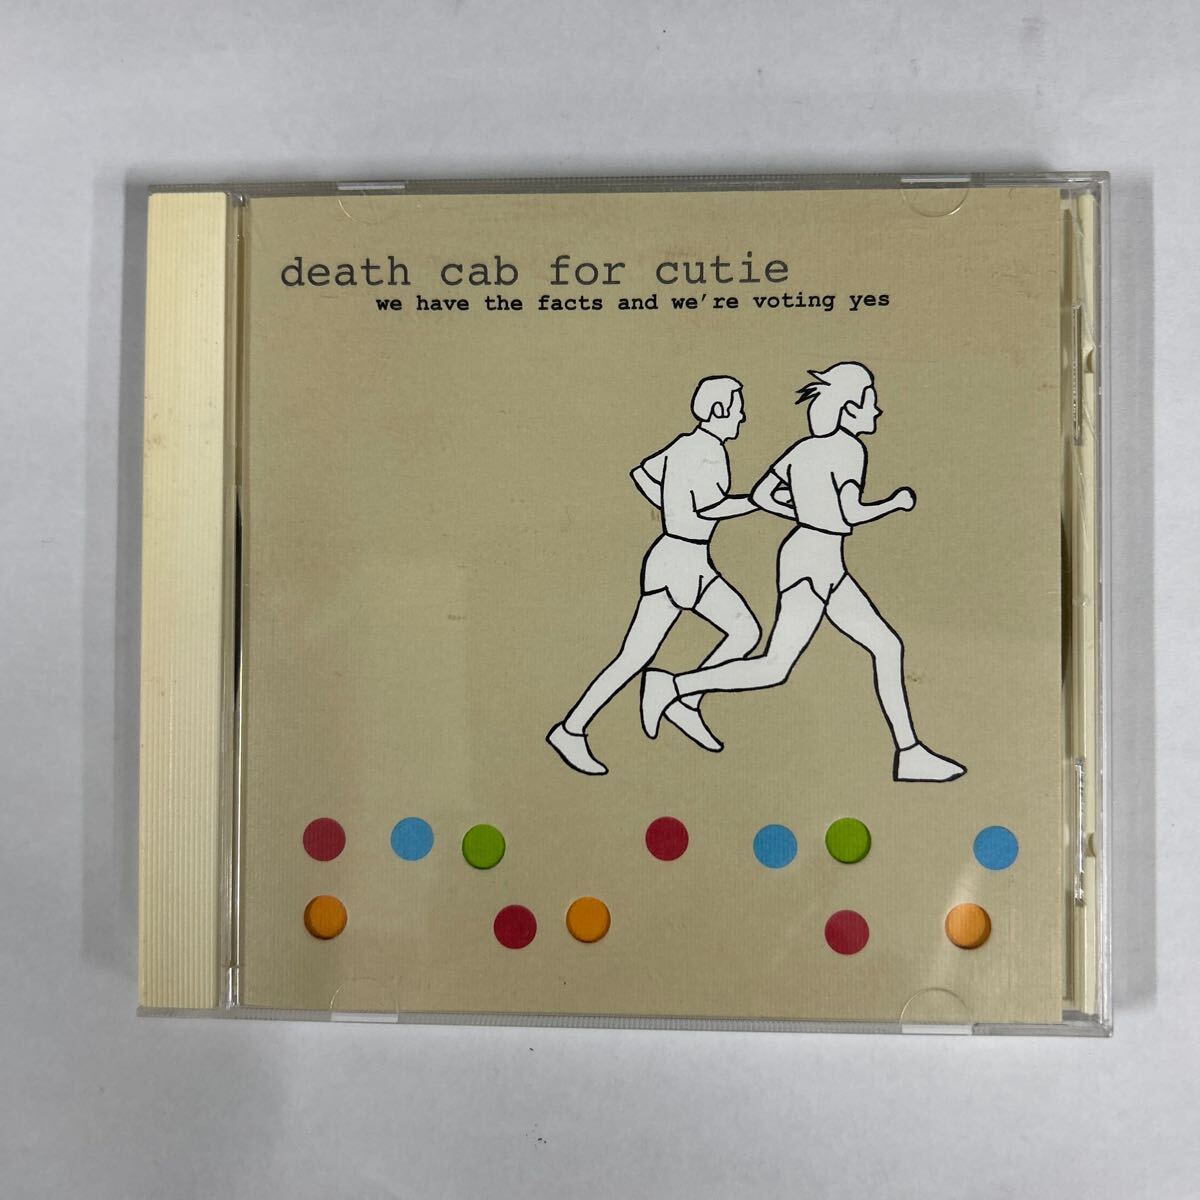 death cab for cutie
we have the facts and we're voting yes